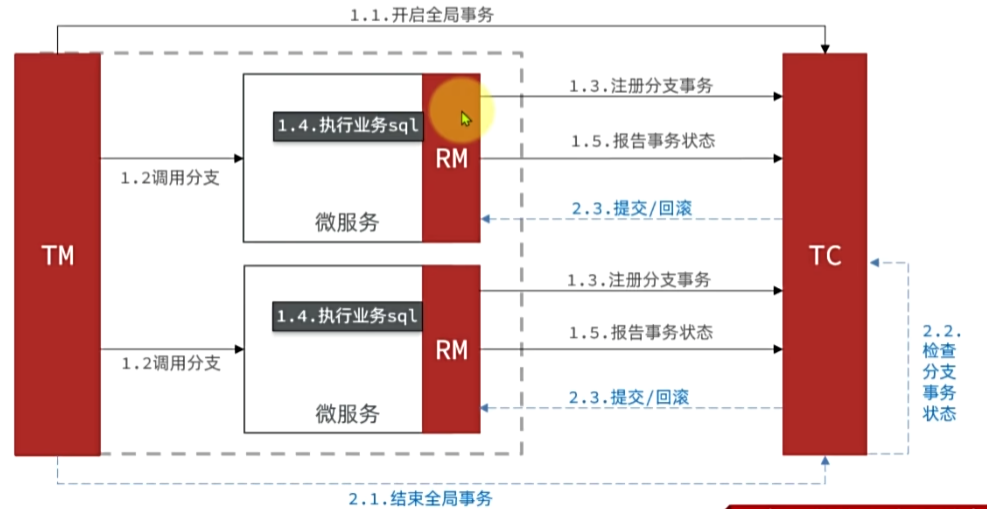 1.1.开启全局事务
1.3.注册分支事务
1.4.执行业务sql
1.5.报告事务状态
RM
1.2调用分支
2.3.提交/回滚
微服务
TM
TC
1.3.注册分支事务
1.4.执行业务sql
1.5.报告事务状态
2.2.
检查
分支
事务
状态
RM
1.2调用分支
2.3.提交/回滚
微服务
2.1.结束全局事务